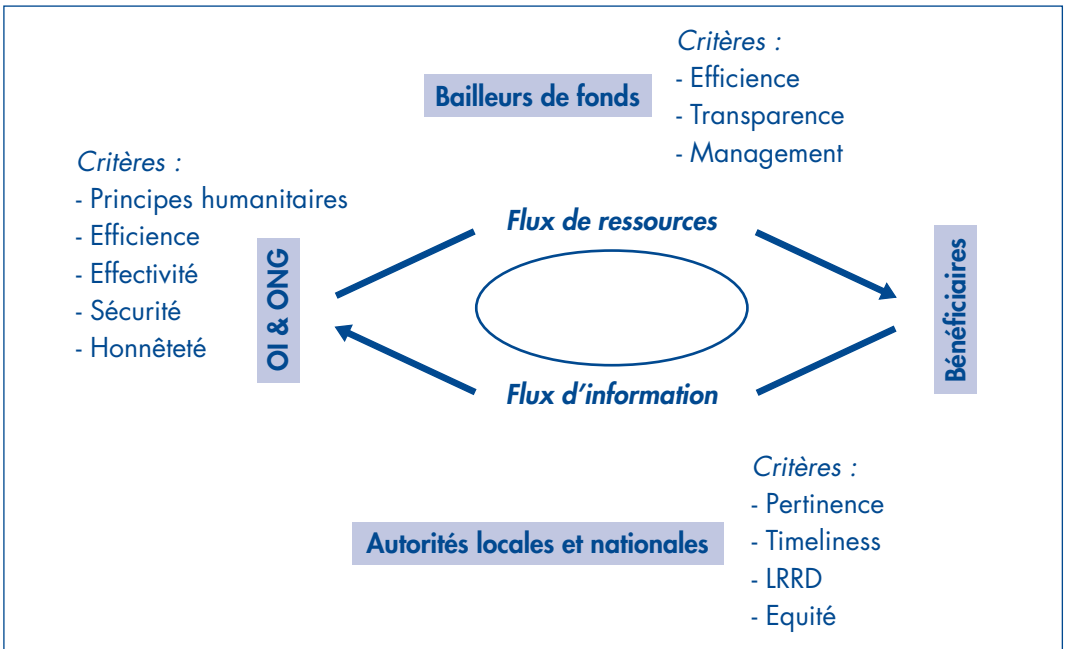 Critères :
- Efficience
- Transparence
- Management
Bailleurs de fonds
Critères :
- Principes humanitaires
- Efficience
- Effectivité
- Sécurité
- Honnêteté
OI & ONG
Flux de ressources
Bénéficiaires
Flux d’information
Autorités locales et nationales
Critères :
- Pertinence
- Timeliness
- LRRD
- Equité